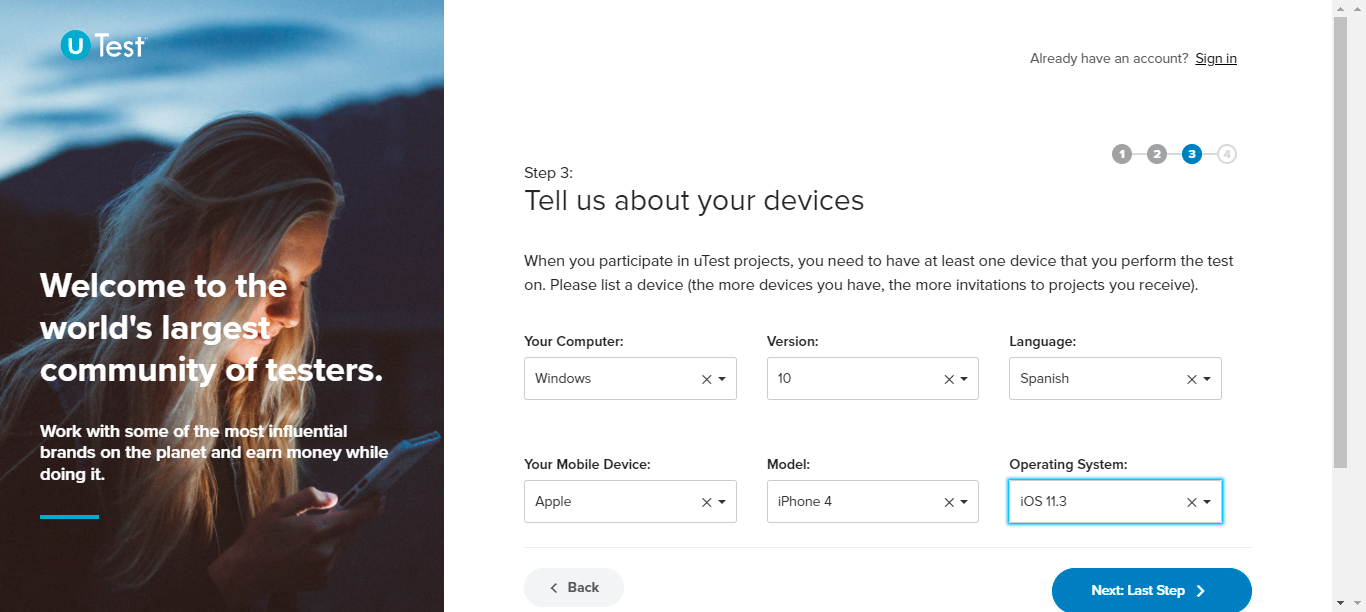 uTest
Already have an account? Sign in
1 2 3 4
Step 3:
Tell us about your devices
When you participate in uTest projects, you need to have at least one device that you perform the test
on. Please list a device (the more devices you have, the more invitations to projects you receive).
Welcome to the
world's largest
community of testers.
Work with some of the most influential
brands on the planet and earn money while
doing it.
Your Computer: Version: Language:
Windows 10 Spanish
Your Mobile Device: Model: Operating System:
Apple iPhone 4 iOS 11.3
Back Next: Last Step